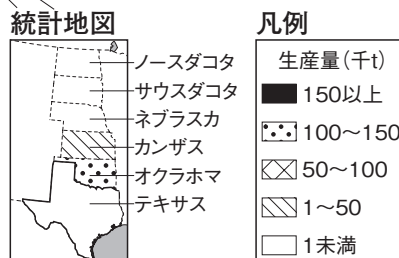 統計地図
ノースダコタ
サウスダコタ
ネブラスカ
カンザス
オクラホマ
テキサス
凡例
生産量(千t)
150以上
100～150
50～100
1～50
1未満